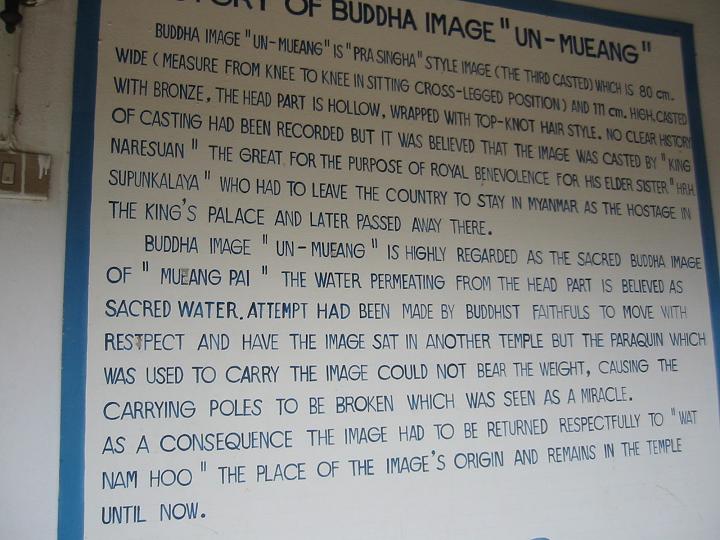 STORY OF BUDDHA IMAGE "UN-MUEANG"
BUDDHA IMAGE "UN-MUEANG" IS "PRA SINGHA" STYLE IMAGE (THE THIRD CASTED) WHICH IS 80 cm.
WIDE (MEASURE FROM KNEE TO KNEE IN SITTING CROSS-LEGGED POSITION) AND 111 cm. HIGH. CASTED
WITH BRONZE, THE HEAD PART IS HOLLOW, WRAPPED WITH TOP-KNOT HAIR STYLE. NO CLEAR HISTORY
OF CASTING HAD BEEN RECORDED BUT IT WAS BELIEVED THAT THE IMAGE WAS CASTED BY "KING
NARESUAN" THE GREAT FOR THE PURPOSE OF ROYAL BENEVOLENCE FOR HIS ELDER SISTER "H.R.H.
SUPUNKALAYA" WHO HAD TO LEAVE THE COUNTRY TO STAY IN MYANMAR AS THE HOSTAGE IN
THE KING'S PALACE AND LATER PASSED AWAY THERE.
BUDDHA IMAGE "UN-MUEANG" IS HIGHLY REGARDED AS THE SACRED BUDDHA IMAGE
OF "MUEANG PAI" THE WATER PERMEATING FROM THE HEAD PART IS BELIEVED AS
SACRED WATER. ATTEMPT HAD BEEN MADE BY BUDDHIST FAITHFULS TO MOVE WITH
RESTPECT AND HAVE THE IMAGE SAT IN ANOTHER TEMPLE BUT THE PARAQUIN WHICH
WAS USED TO CARRY THE IMAGE COULD NOT BEAR THE WEIGHT, CAUSING THE
CARRYING POLES TO BE BROKEN WHICH WAS SEEN AS A MIRACLE.
AS A CONSEQUENCE THE IMAGE HAD TO BE RETURNED RESPECTFULLY TO "WAT
NAM HOO" THE PLACE OF THE IMAGE'S ORIGIN AND REMAINS IN THE TEMPLE
UNTIL NOW.